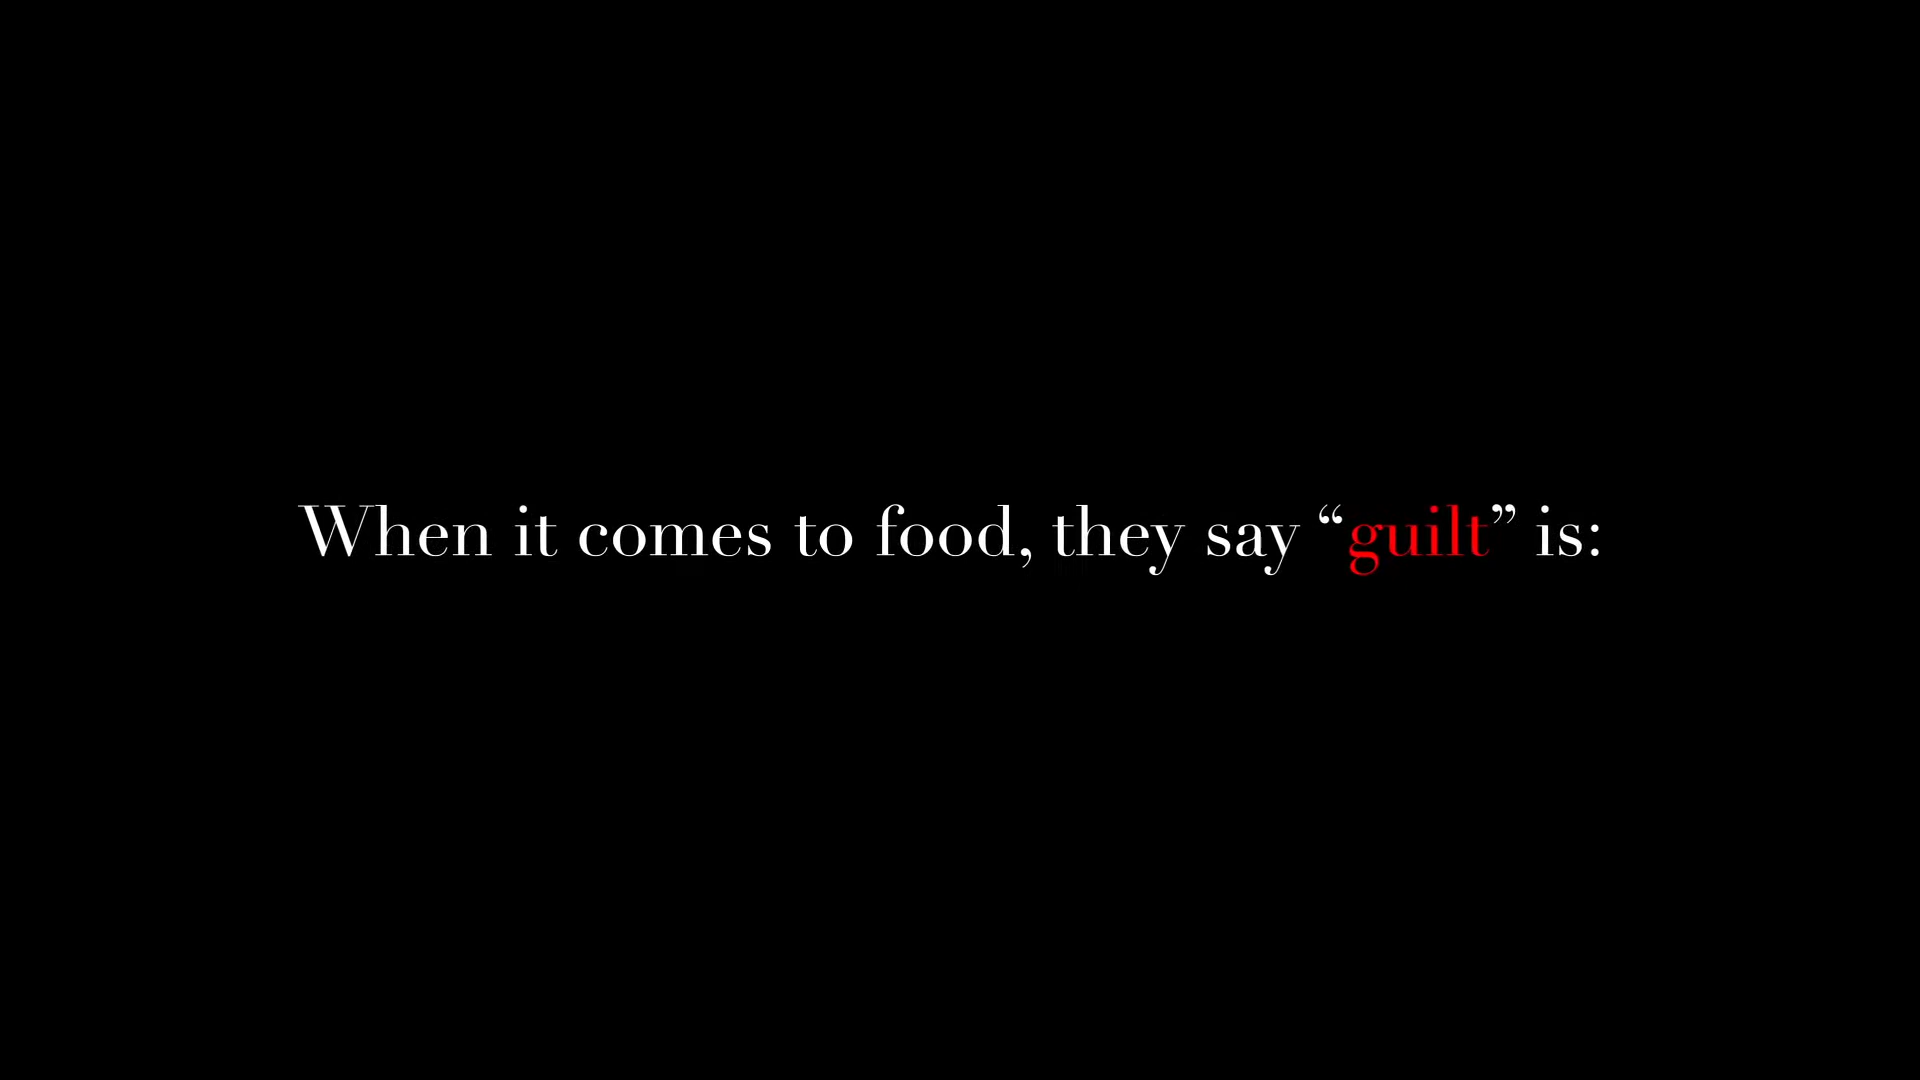 When it comes to food, they say “guilt” is: